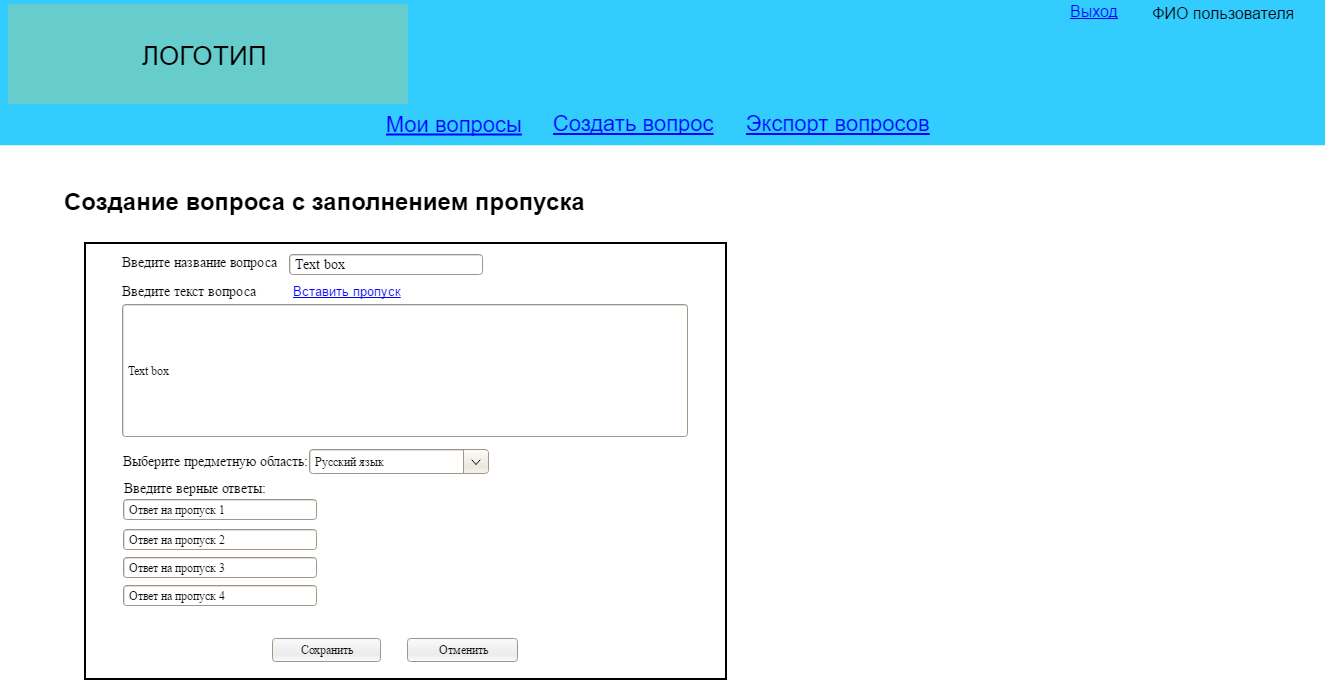 Выход ФИО пользователя
ЛОГОТИП
Мои вопросы Создать вопрос Экспорт вопросов
Создание вопроса с заполнением пропуска
Введите название вопроса Text box
Введите текст вопроса Вставить пропуск
Text box
Выберите предметную область: Русский язык
Введите верные ответы:
Ответ на пропуск 1
Ответ на пропуск 2
Ответ на пропуск 3
Ответ на пропуск 4
Сохранить Отменить